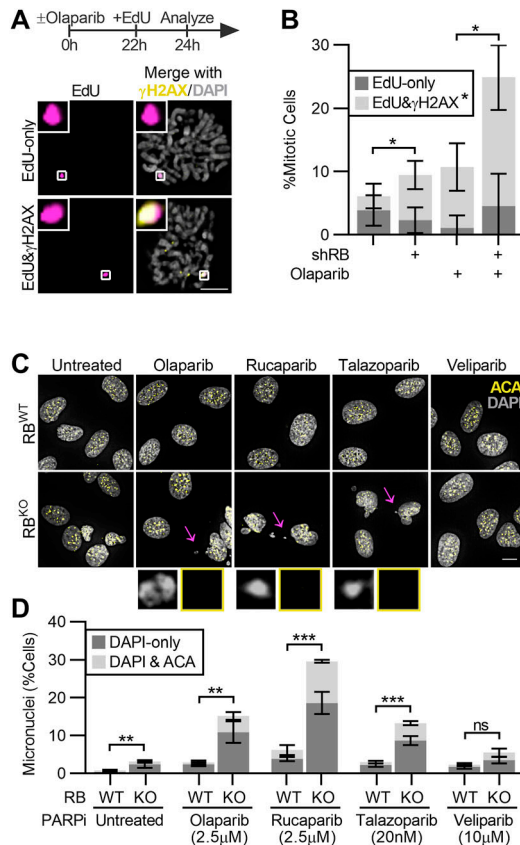 A
±Olaparib +EdU Analyze
0h 22h 24h
EdU
Merge with
γH2AX/DAPI
EdU-only
EdU&γH2AX
B
30
20
10
0
%Mitotic Cells
EdU-only
EdU&γH2AX *
*
*
shRB + +
Olaparib + +
C
Untreated Olaparib Rucaparib Talazoparib Veliparib
ACA
DAPI
RBWT
RBKO
D
40
30
20
10
0
Micronuclei (%Cells)
DAPI-only
DAPI & ACA
** ** *** *** ns
RB WT KO WT KO WT KO WT KO WT KO
PARPi Untreated Olaparib Rucaparib Talazoparib Veliparib
(2.5μM) (2.5μM) (20nM) (10μM)